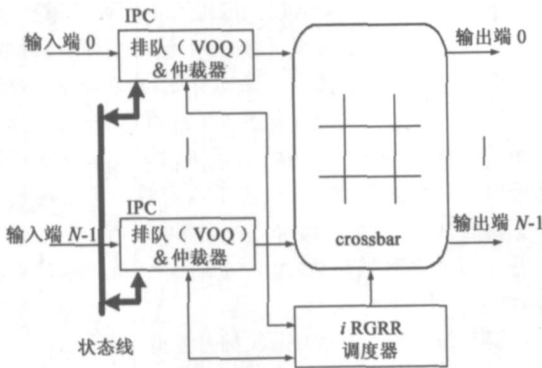 IPC
输入端 0
排队（VOQ）
&仲裁器
输出端 0
IPC
输入端 N-1
排队（VOQ）
&仲裁器
输出端 N-1
crossbar
状态线
i RGRR
调度器